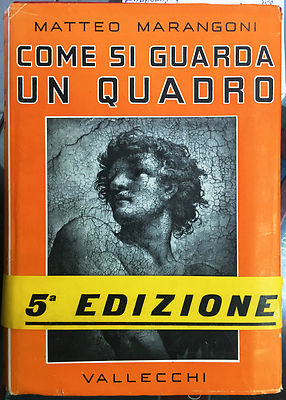 MATTEO MARANGONI
COME SI GUARDA
UN QUADRO
5ª EDIZIONE
VALLECCHI